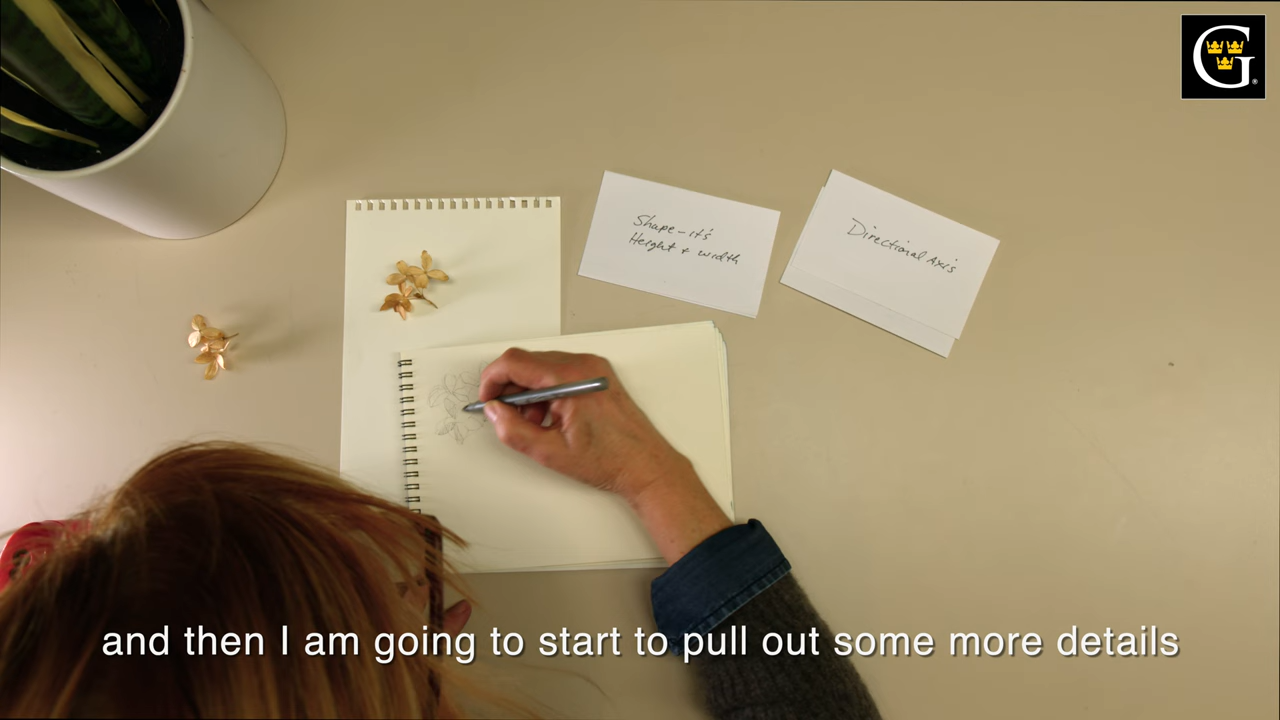 G
Shape - it's
Height + width
Directional Axis
and then I am going to start to pull out some more details